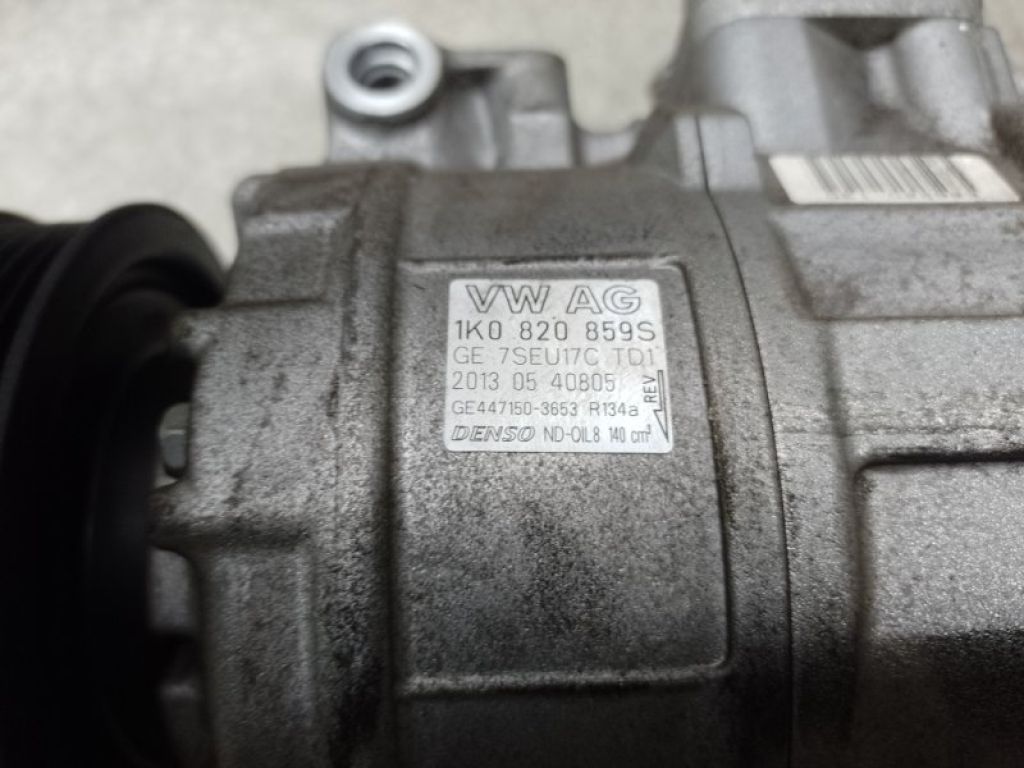 VW AG
1K0 820 859S
GE 7SEU17C TD1
2013 05 40805
REV
GE447150-3653 R134a
DENSO ND-OIL8 140 cm³